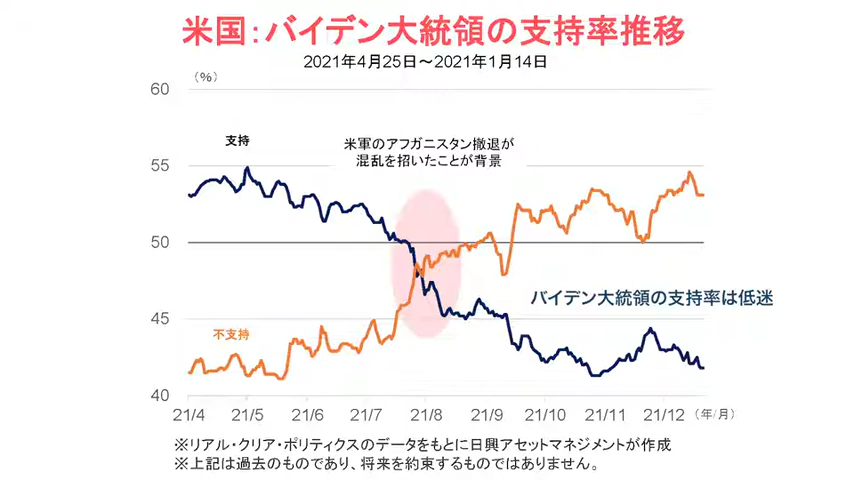 米国：バイデン大統領の支持率推移
2021年4月25日～2021年1月14日
（%）
60
55
50
45
40
支持
米軍のアフガニスタン撤退が
混乱を招いたことが背景
バイデン大統領の支持率は低迷
不支持
21/4 21/5 21/6 21/7 21/8 21/9 21/10 21/11 21/12 （年/月）
※リアル・クリア・ポリティクスのデータをもとに日興アセットマネジメントが作成
※上記は過去のものであり、将来を約束するものではありません。